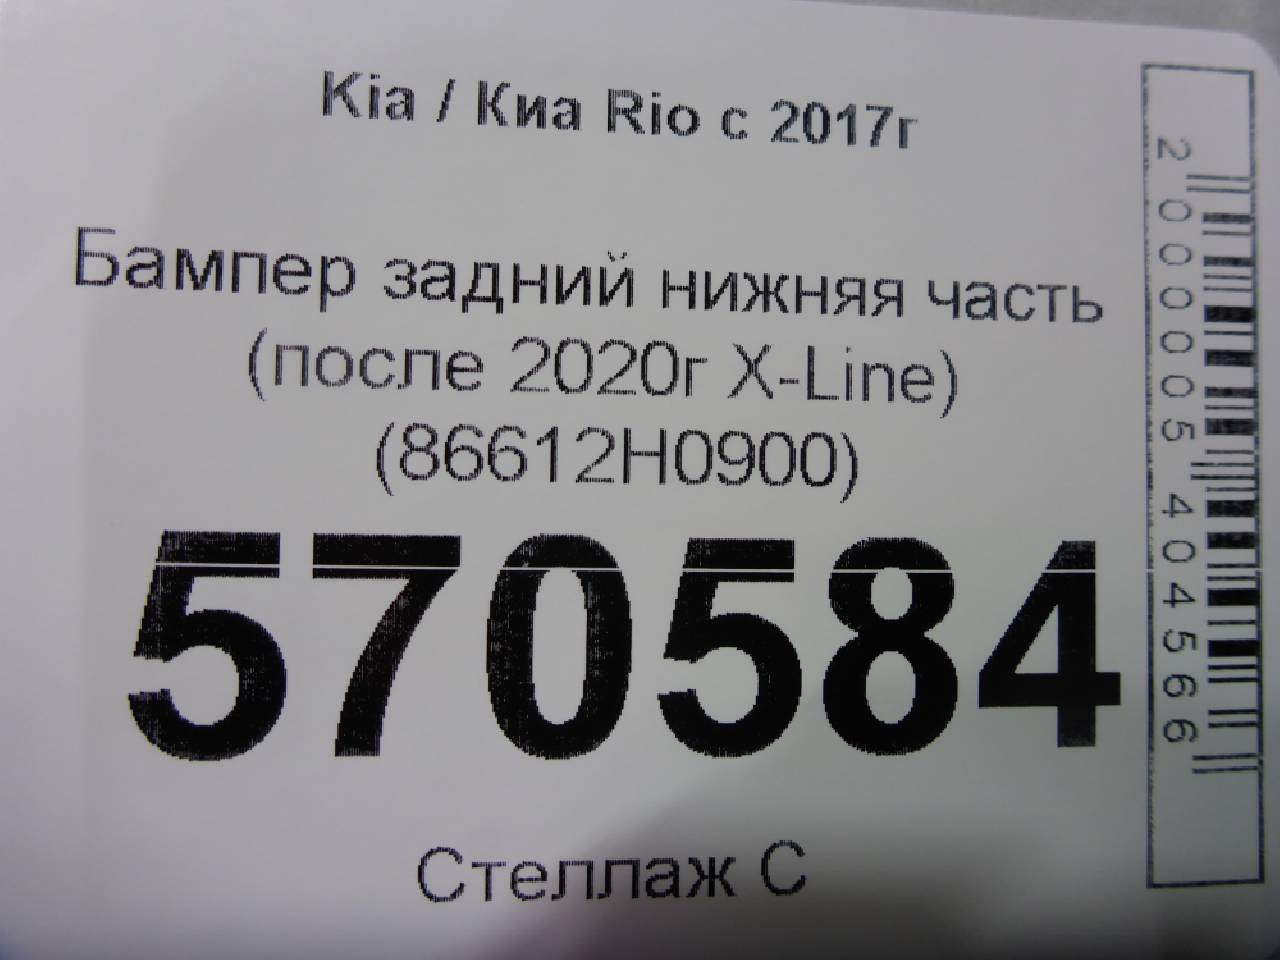 Kia / Киа Rio с 2017г
Бампер задний нижняя часть
(после 2020г X-Line)
(86612H0900)
570584
Стеллаж С
2000005404566